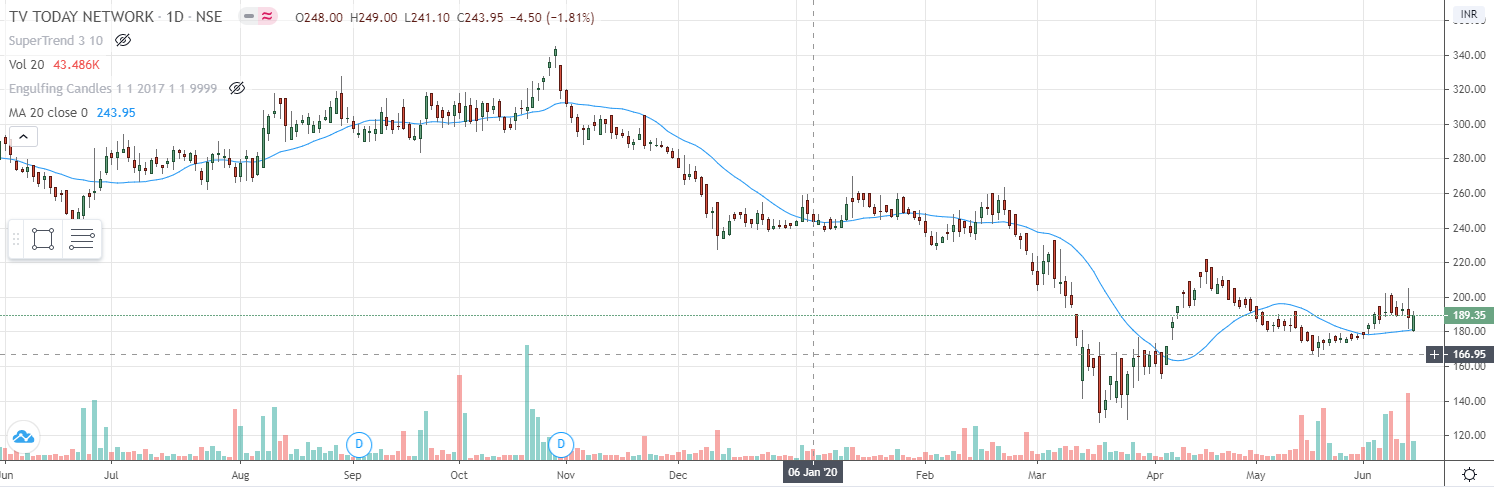 TV TODAY NETWORK · 1D · NSE O248.00 H249.00 L241.10 C243.95 −4.50 (−1.81%)
INR
SuperTrend 3 10
Vol 20 43.486K
Engulfing Candles 1 1 2017 1 1 9999
MA 20 close 0 243.95
340.00
320.00
300.00
280.00
260.00
240.00
220.00
200.00
189.35
180.00
166.95
160.00
140.00
120.00
D D
Jun Jul Aug Sep Oct Nov Dec 06 Jan '20 Feb Mar Apr May Jun